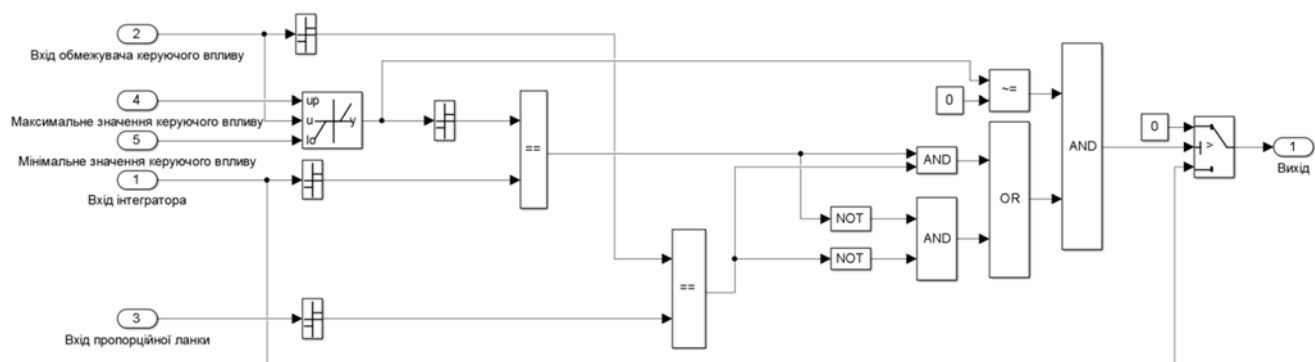 2
Вхід обмежувача керуючого впливу
4
Максимальне значення керуючого впливу
5
Мінімальне значення керуючого впливу
1
Вхід інтегратора
3
Вхід пропорційної ланки
up
u
lo
y
==
==
0
~=
AND
NOT
NOT
AND
OR
AND
0
>
1
Вихід